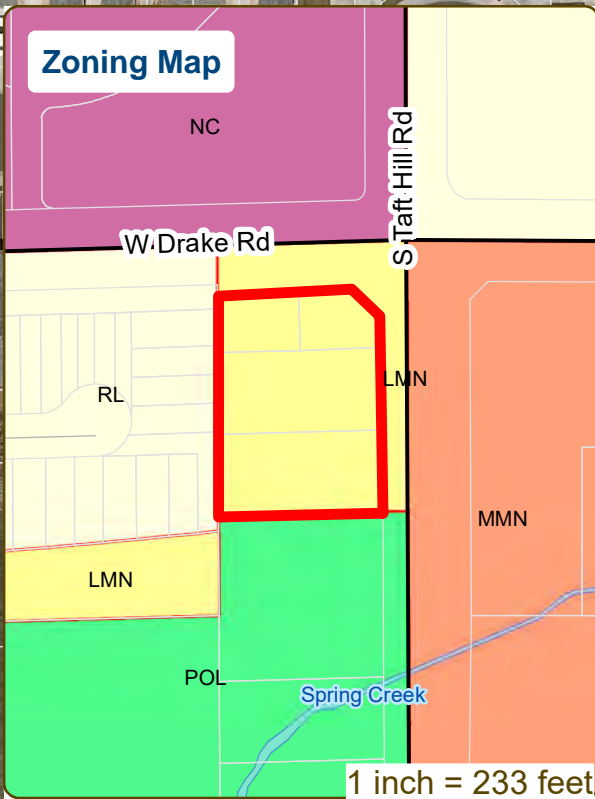 Zoning Map
NC
S Taft Hill Rd
W Drake Rd
LMN
RL
MMN
LMN
POL
Spring Creek
1 inch = 233 feet